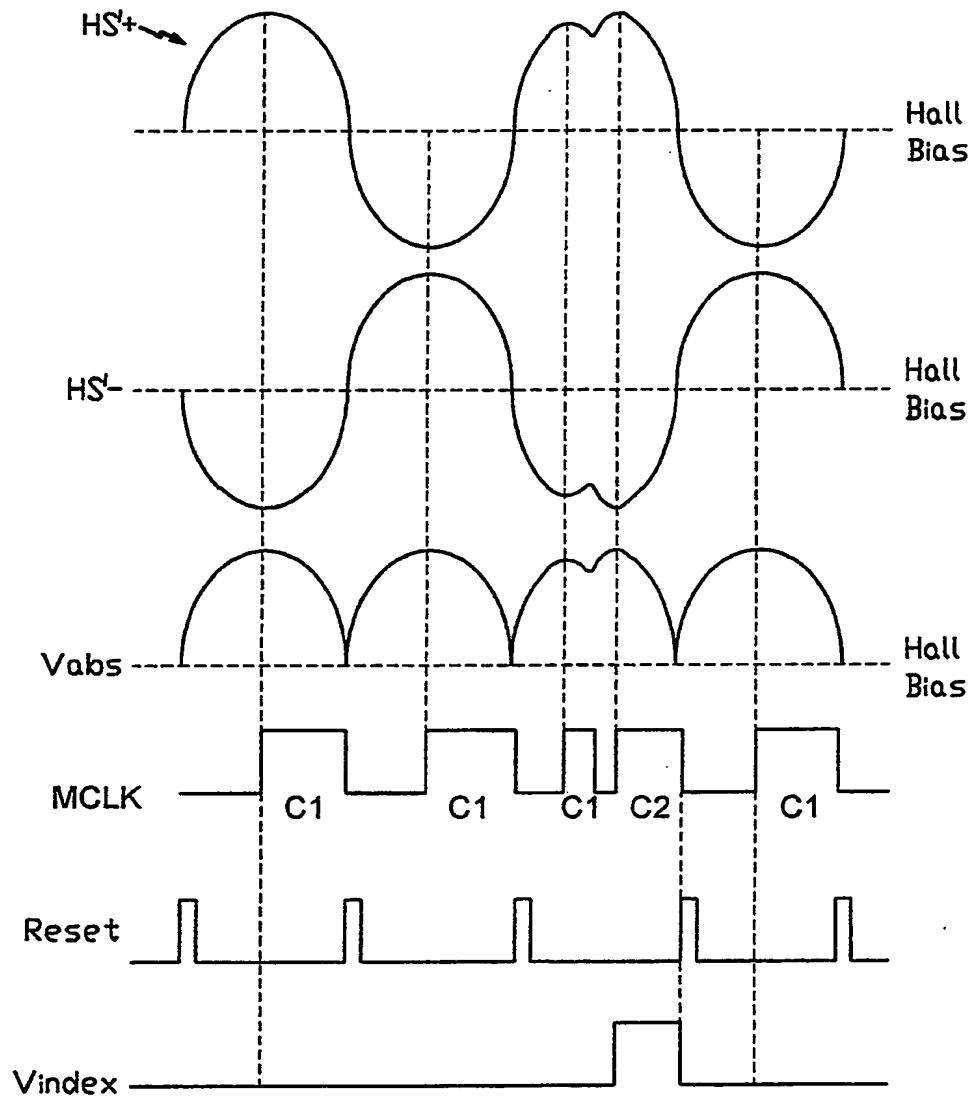 HS'+
Hall
Bias
HS'-
Hall
Bias
Vabs
Hall
Bias
MCLK
C1
C1
C1
C2
C1
Reset
Vindex